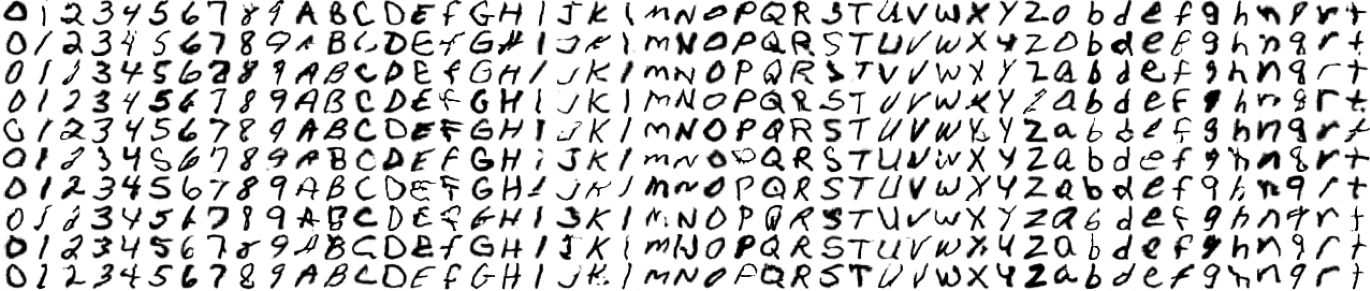 0 1 2 3 4 5 6 7 8 9 A B C D E f G H I J K l M N O P Q R S T U V W X Y Z a b d e f g h n q r t
0 1 2 3 4 5 6 7 8 9 A B C D E f G H I J K l M N O P Q R S T U V W X Y Z a b d e f g h n q r t
0 1 2 3 4 5 6 7 8 9 A B C D E f G H I J K l M N O P Q R S T U V W X Y Z a b d e f g h n q r t
0 1 2 3 4 5 6 7 8 9 A B C D E F G H I J K l M N O P Q R S T U V W X Y Z a b d e f g h n q r t
0 1 2 3 4 5 6 7 8 9 A B C D E F G H I J K l M N O P Q R S T U V W X Y Z a b d e f g h n q r t
0 1 2 3 4 5 6 7 8 9 A B C D E f G H I J K l M N O P Q R S T U V W X Y Z a b d e f g h n q r t
0 1 2 3 4 5 6 7 8 9 A B C D E F G H I J K l M N O P Q R S T U V W X Y Z a b d e f g h n q r t
0 1 2 3 4 5 6 7 8 9 A B C D E F G H I J K l M N O P Q R S T U V W X Y Z a b d e f g h n q r t
0 1 2 3 4 5 6 7 8 9 A B C D E f G H I J K l M N O P Q R S T U V W X Y Z a b d e f g h n q r t
0 1 2 3 4 5 6 7 8 9 A B C D E f G H I J K l M N O P Q R S T U V W X Y Z a b d e f g h n q r t